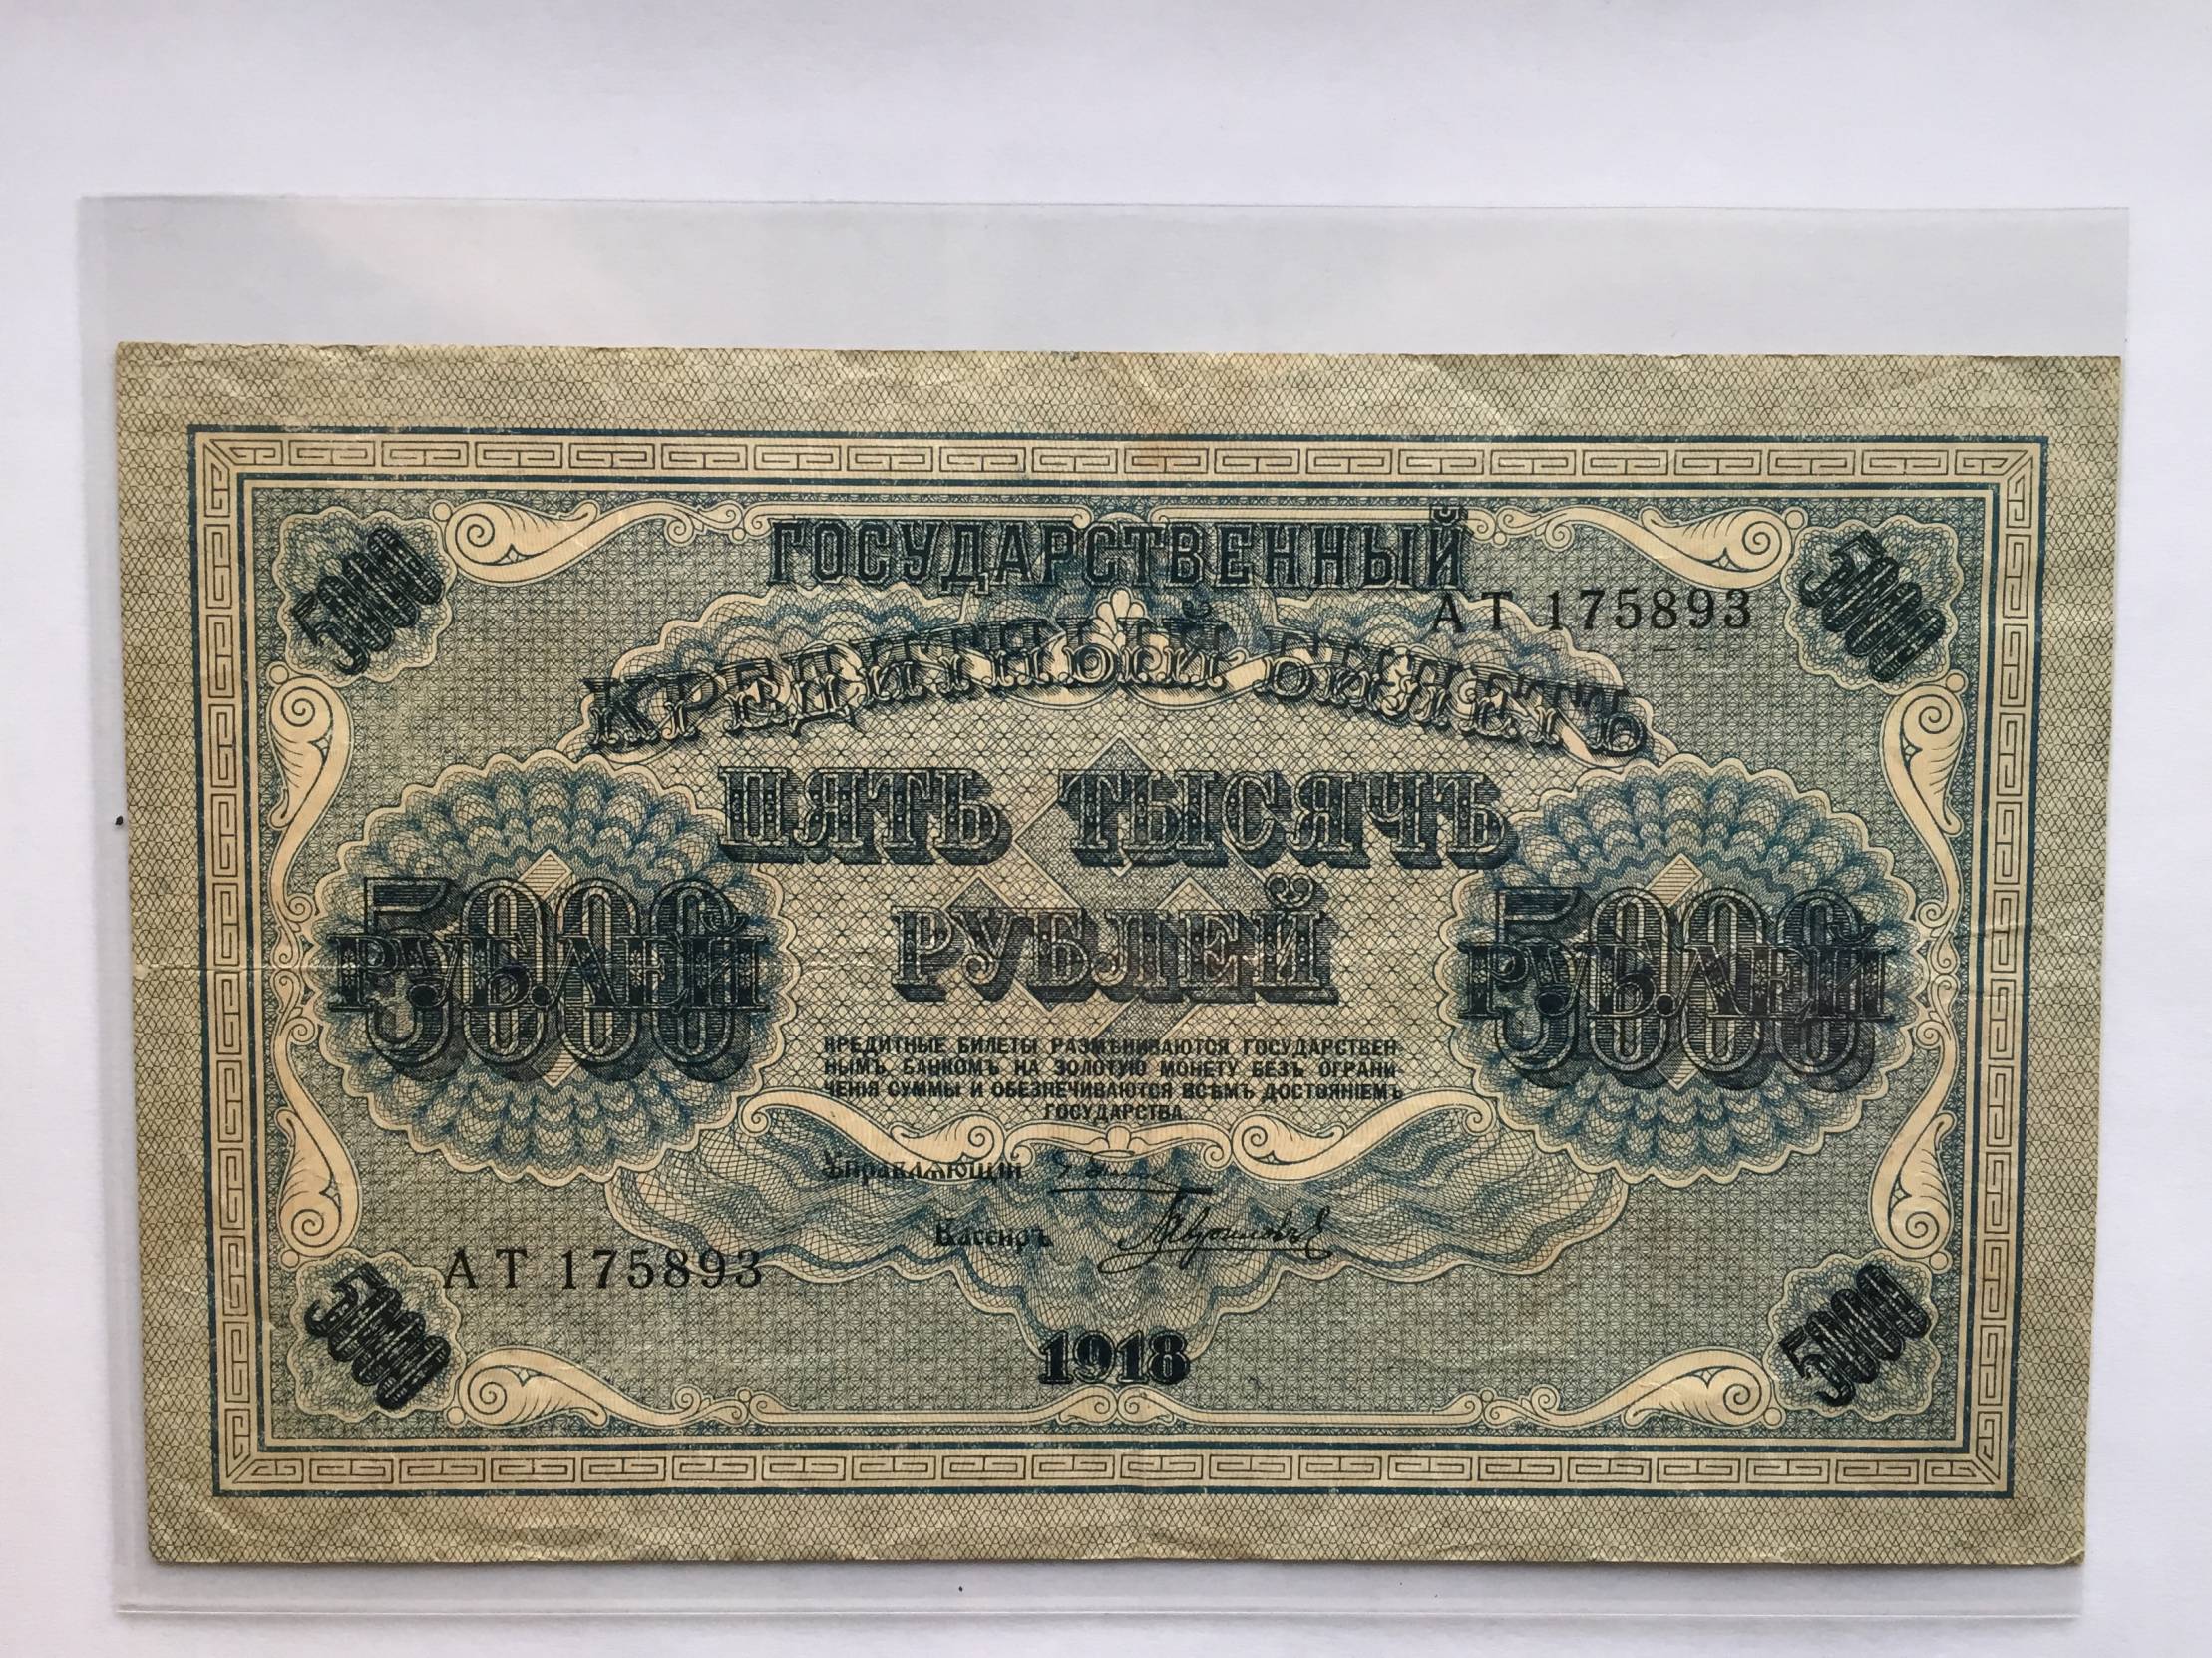 5000
ГОСУДАРСТВЕННЫЙ
5000
АТ 175893
КРЕДИТНЫЙ БИЛЕТЪ
ПЯТЬ ТЫСЯЧЪ
РУБЛЕЙ
5000
РУБЛЕЙ
5000
РУБЛЕЙ
КРЕДИТНЫЕ БИЛЕТЫ РАЗМѢНИВАЮТСЯ ГОСУДАРСТВЕН-
НЫМЪ БАНКОМЪ НА ЗОЛОТУЮ МОНЕТУ БЕЗЪ ОГРАНИ-
ЧЕНІЯ СУММЫ И ОБЕЗПЕЧИВАЮТСЯ ВСѢМЪ ДОСТОЯНІЕМЪ
ГОСУДАРСТВА.
Управляющій
Кассиръ
АТ 175893
5000
1918
5000